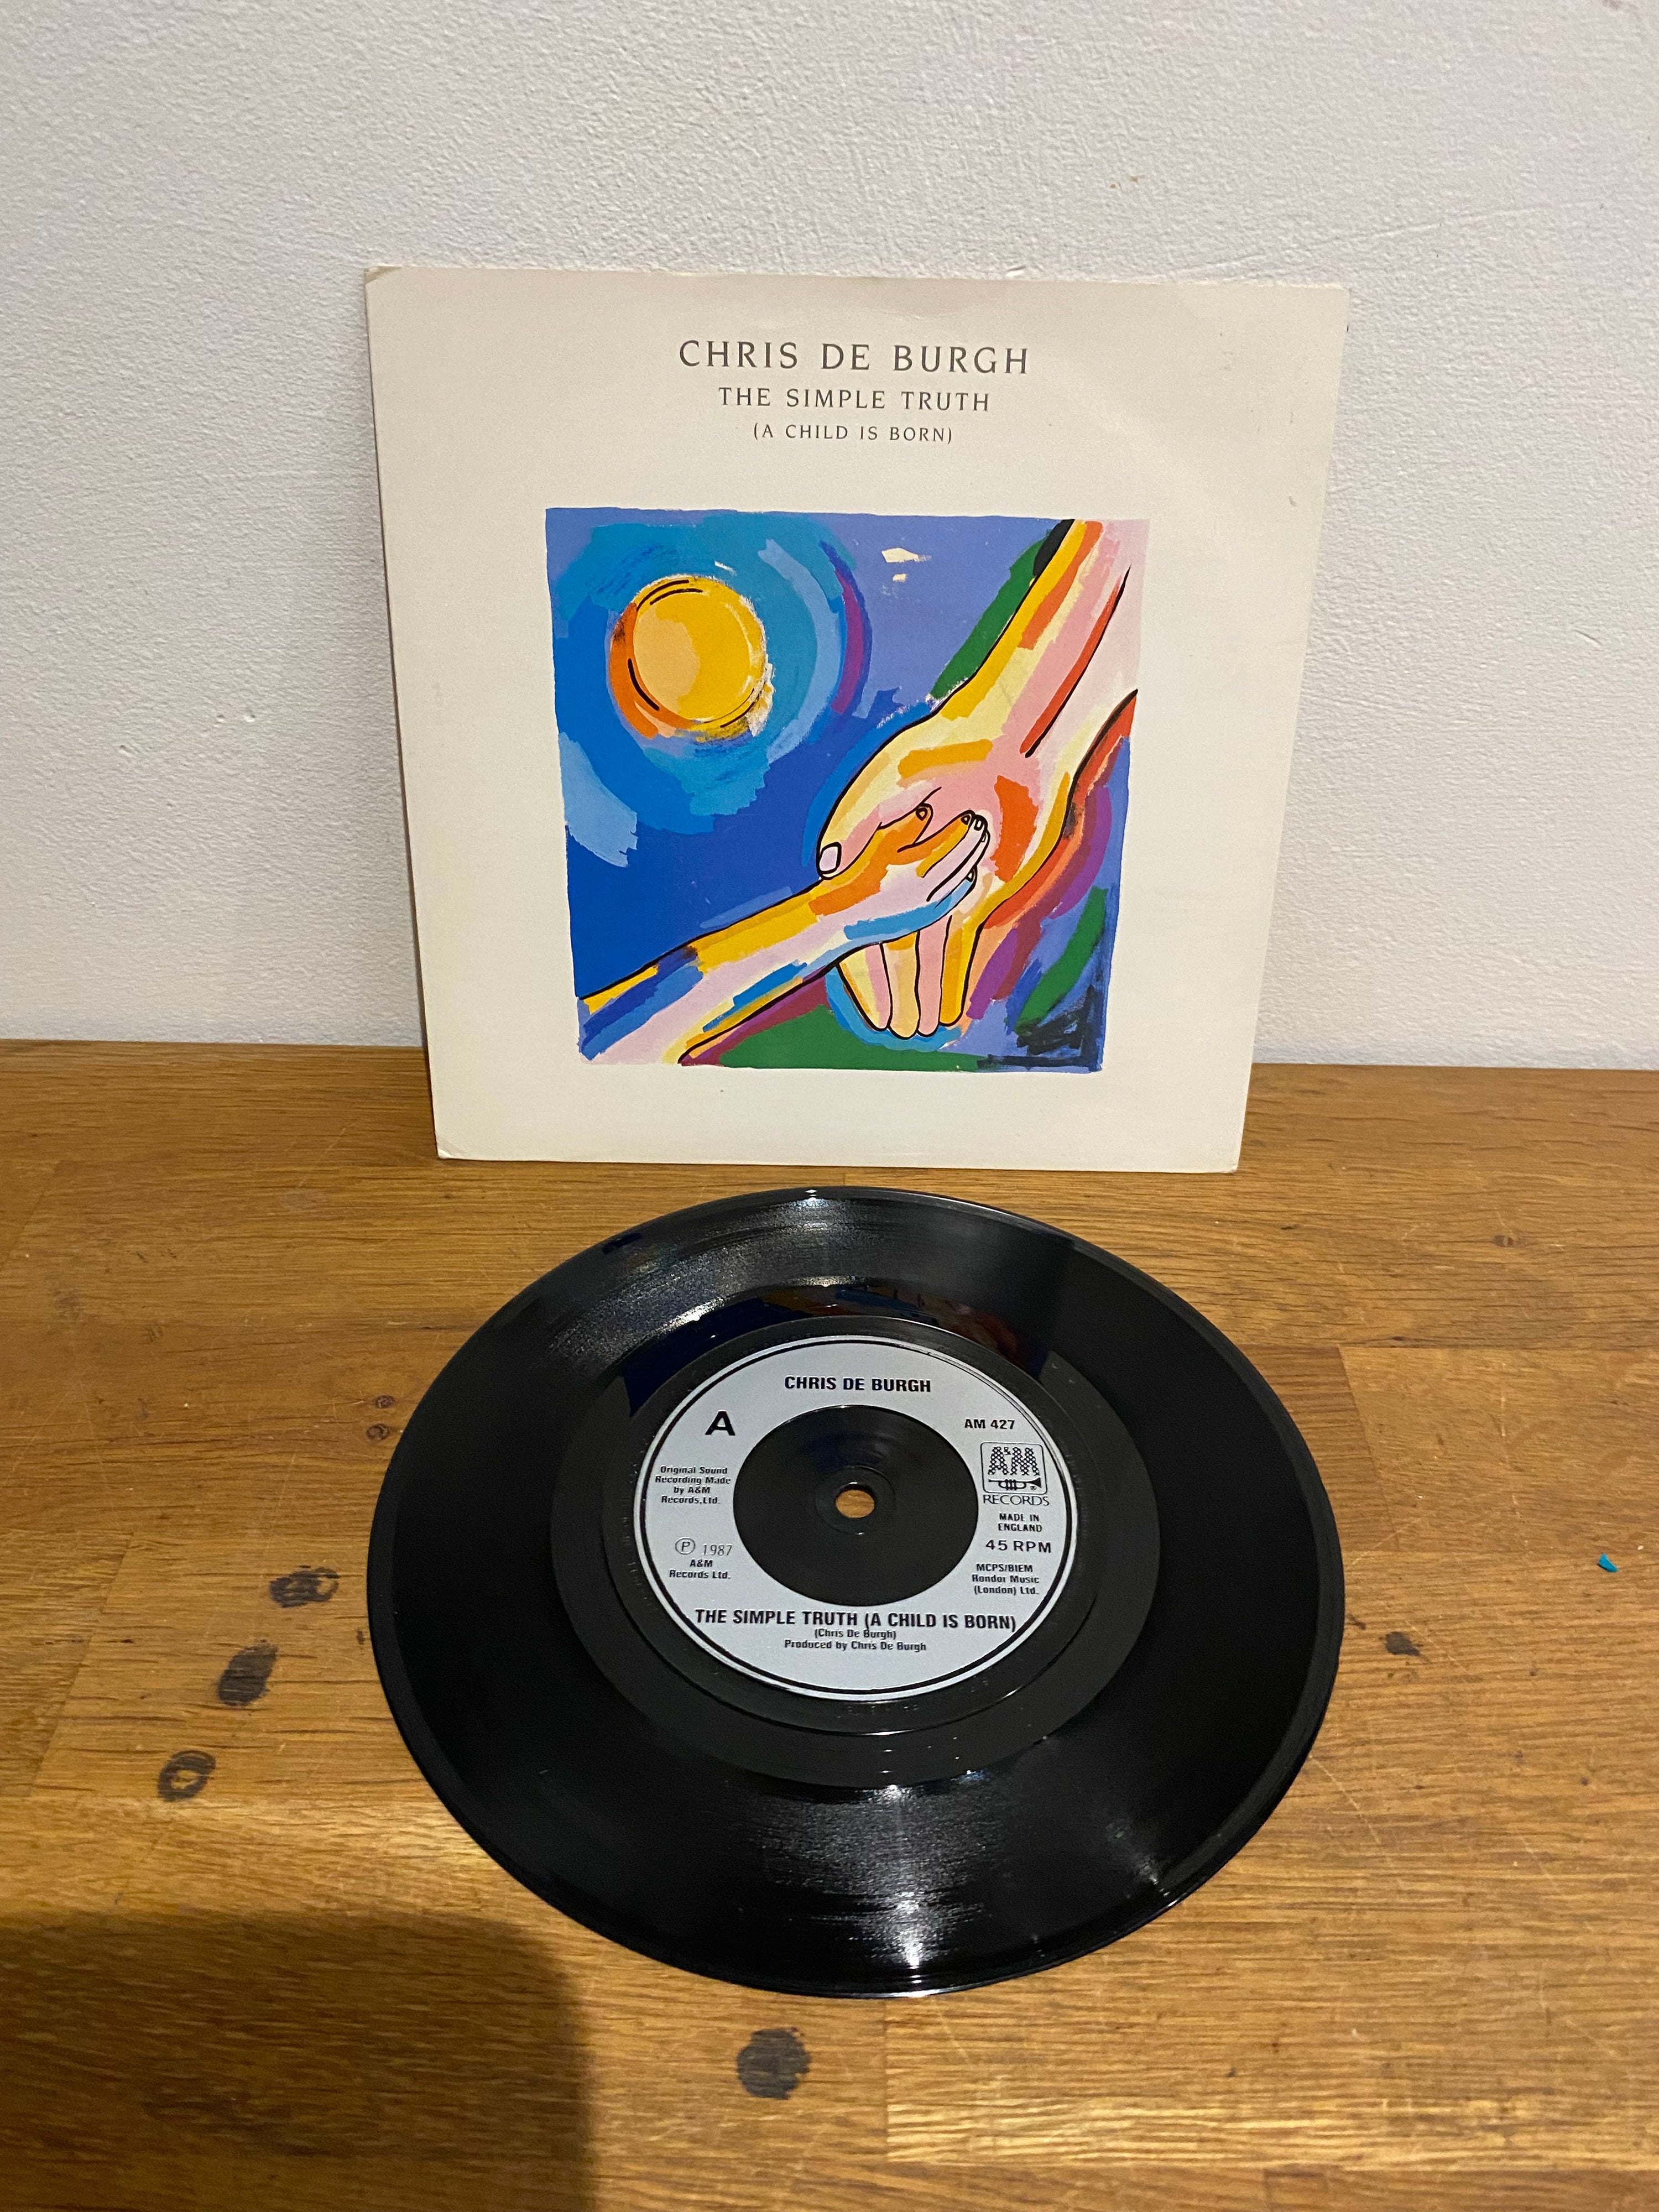 CHRIS DE BURGH
THE SIMPLE TRUTH
(A CHILD IS BORN)
CHRIS DE BURGH
A
AM 427
Original Sound
Recording Made
by A&M
Records,Ltd.
AM
RECORDS
MADE IN
ENGLAND
45 RPM
Ⓟ 1987
A&M
Records Ltd.
MCPS/BIEM
Rondor Music
(London) Ltd.
THE SIMPLE TRUTH (A CHILD IS BORN)
(Chris De Burgh)
Produced by Chris De Burgh